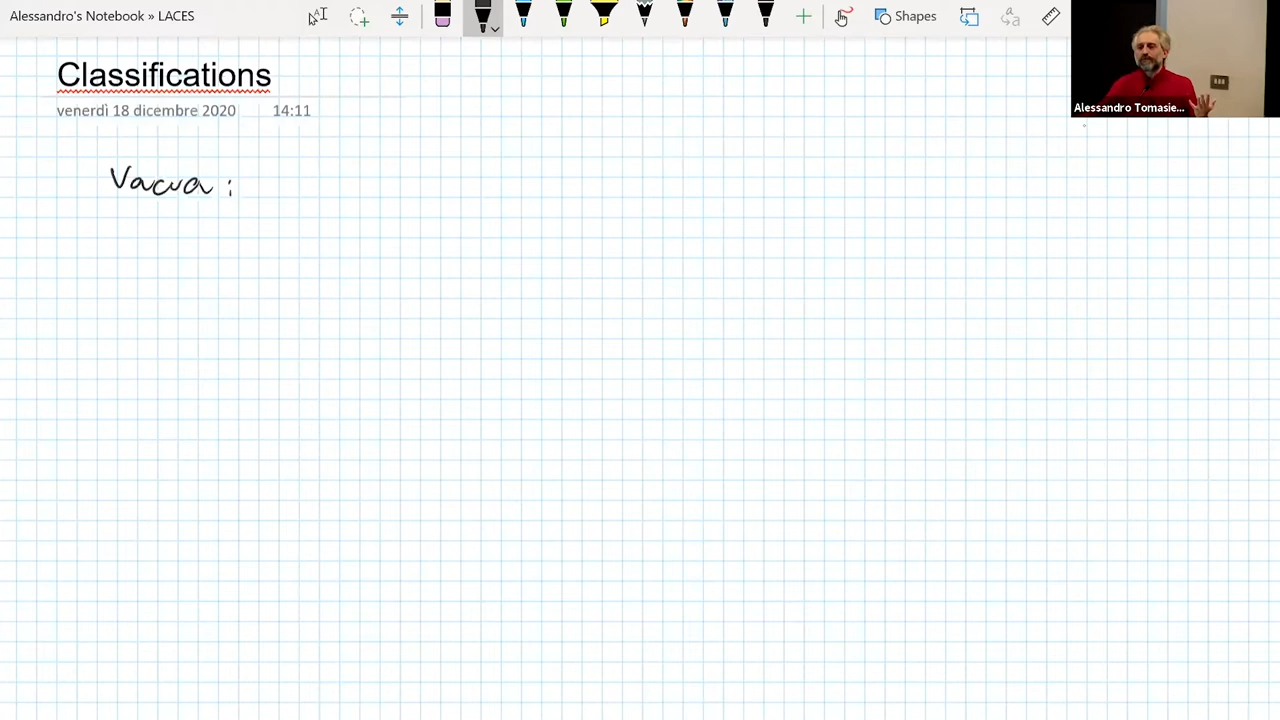 Alessandro's Notebook » LACES
Shapes
Classifications
venerdì 18 dicembre 2020 14:11
Vacua :
Alessandro Tomasie...